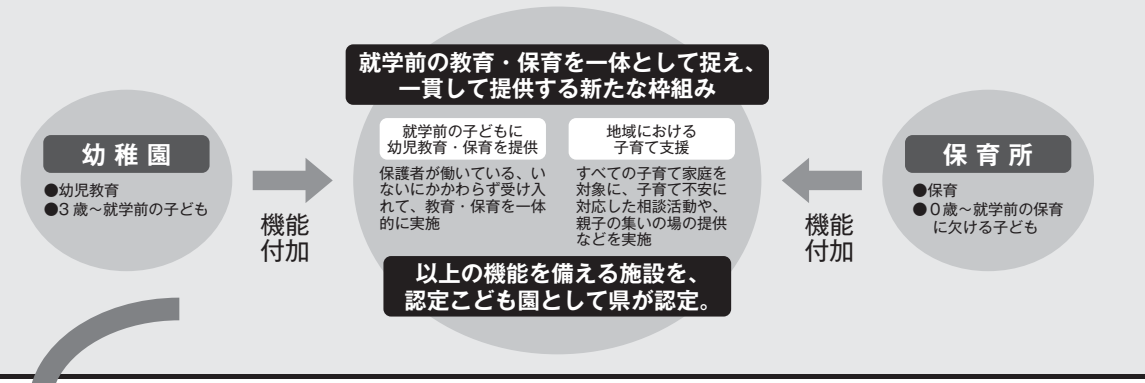 就学前の教育・保育を一体として捉え、
一貫して提供する新たな枠組み
幼稚園
●幼児教育
●3歳～就学前の子ども
機能
付加
就学前の子どもに
幼児教育・保育を提供
保護者が働いている、い
ないにかかわらず受け入
れて、教育・保育を一体
的に実施
地域における
子育て支援
すべての子育て家庭を
対象に、子育て不安に
対応した相談活動や、
親子の集いの場の提供
などを実施
機能
付加
保育所
●保育
●0歳～就学前の保育
に欠ける子ども
以上の機能を備える施設を、
認定こども園として県が認定。